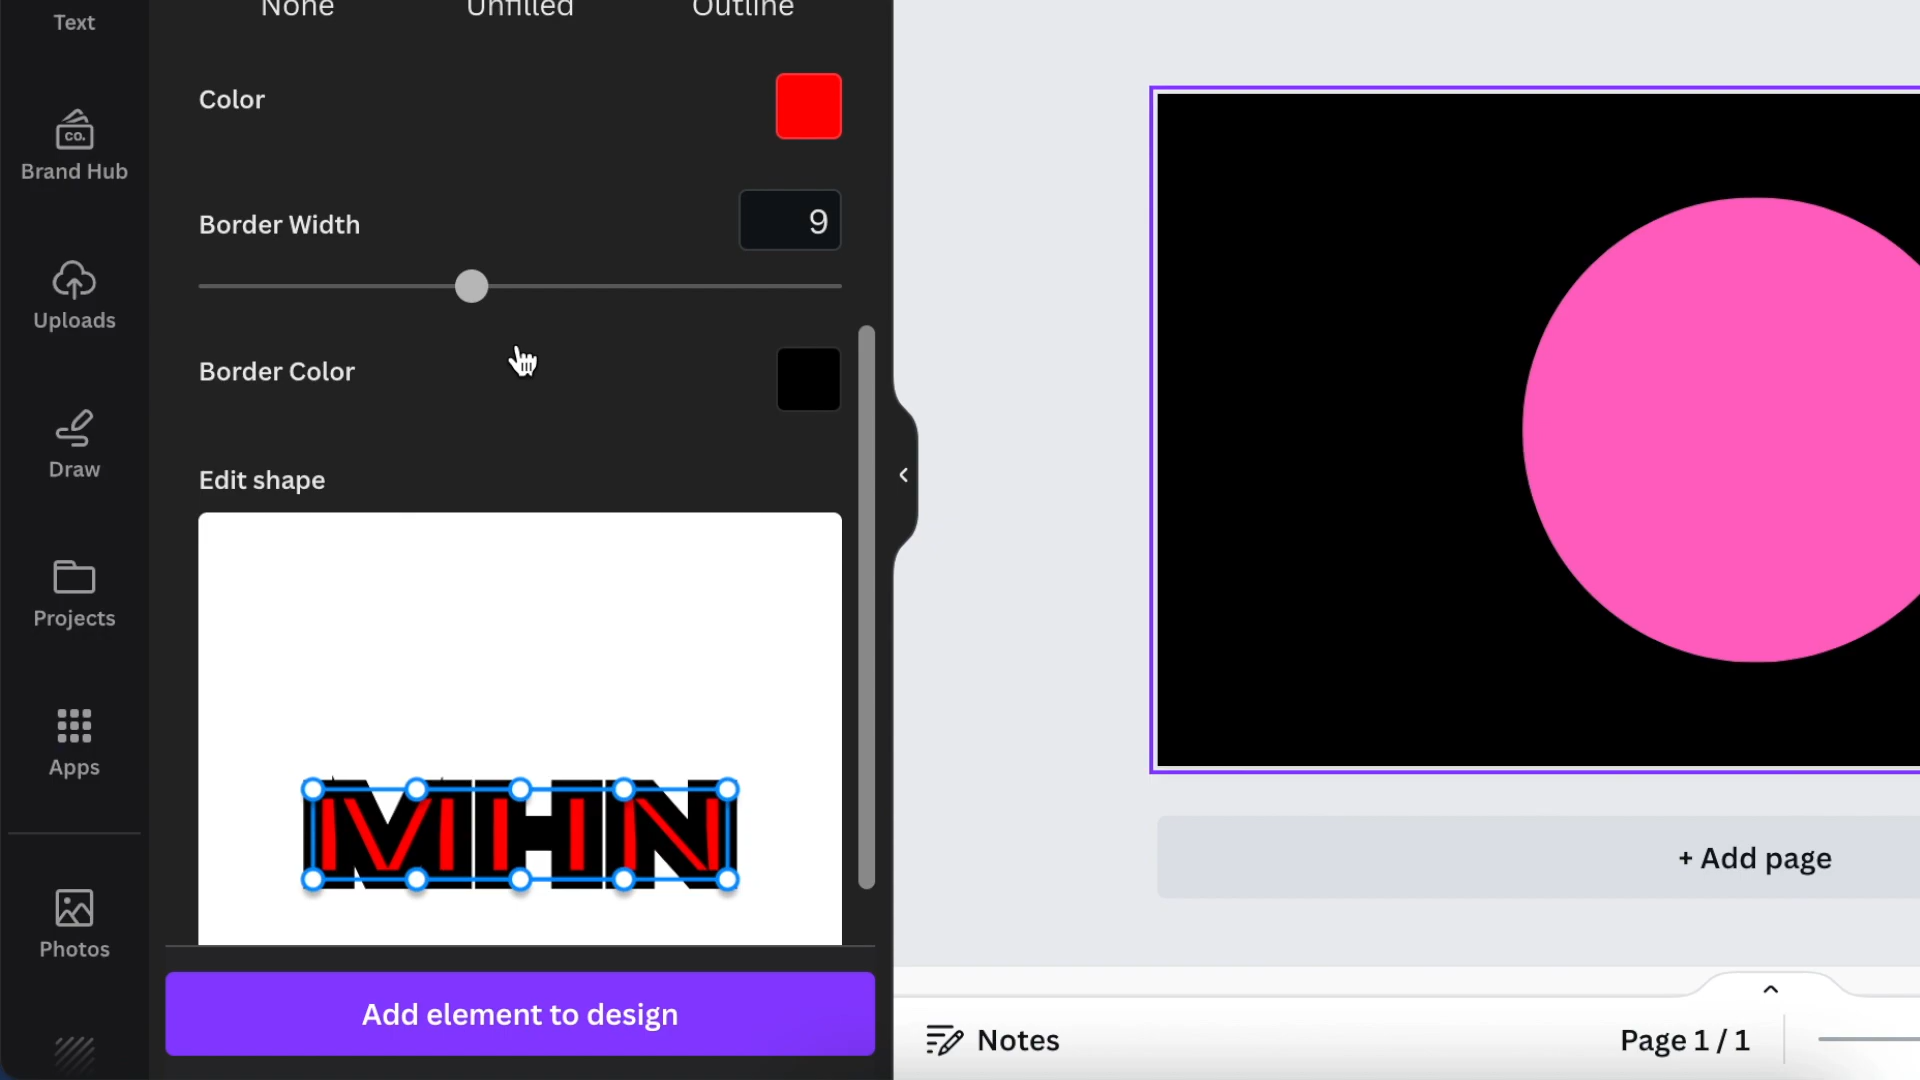 Text
None
Unfilled
Outline
Color
CO.
Brand Hub
Border Width
9
Uploads
Border Color
Draw
Edit shape
Projects
Apps
MHN
+ Add page
Photos
Add element to design
Notes
Page 1 / 1